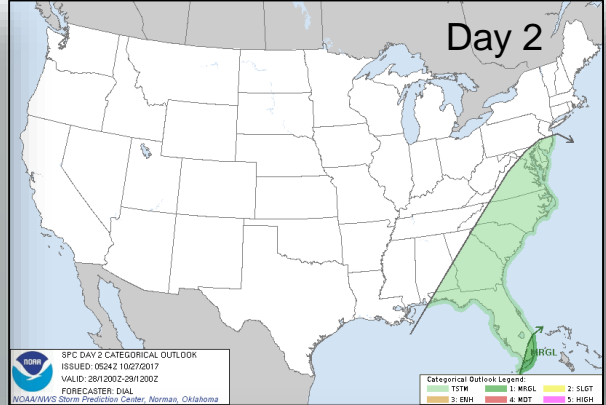 Day 2
MRGL
NOAA
SPC DAY 2 CATEGORICAL OUTLOOK
ISSUED: 0524Z 10/27/2017
VALID: 28/1200Z-29/1200Z
FORECASTER: DIAL
NOAA/NWS Storm Prediction Center, Norman, Oklahoma
Categorical Outlook Legend:
TSTM 1: MRGL 2: SLGT
3: ENH 4: MDT 5: HIGH